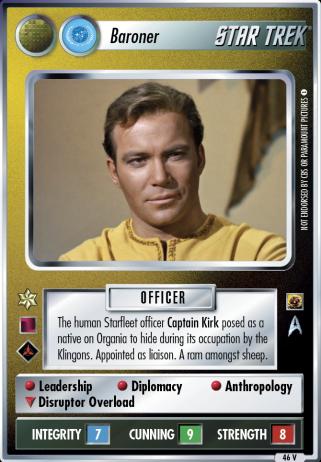 Baroner
STAR TREK
NOT ENDORSED BY CBS OR PARAMOUNT PICTURES
OFFICER
The human Starfleet officer Captain Kirk posed as a
native on Organia to hide during its occupation by the
Klingons. Appointed as liaison. A ram amongst sheep.
Leadership Diplomacy Anthropology
Disruptor Overload
INTEGRITY 7 CUNNING 9 STRENGTH 8
46 V